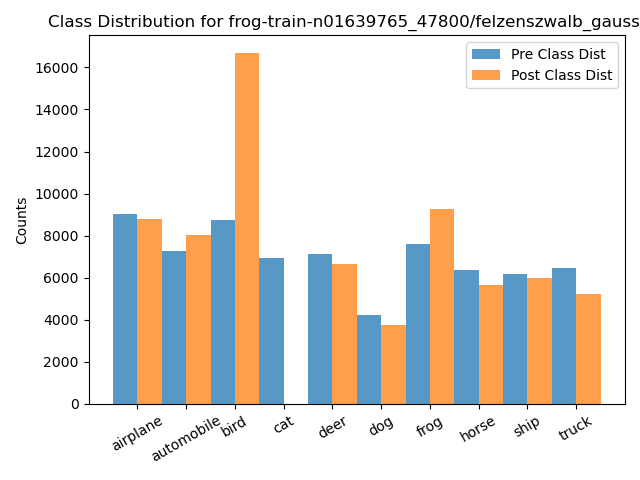 Class Distribution for frog-train-n01639765_47800/felzenszwalb_gauss
Pre Class Dist
Post Class Dist
Counts
16000
14000
12000
10000
8000
6000
4000
2000
0
airplane
automobile
bird
cat
deer
dog
frog
horse
ship
truck